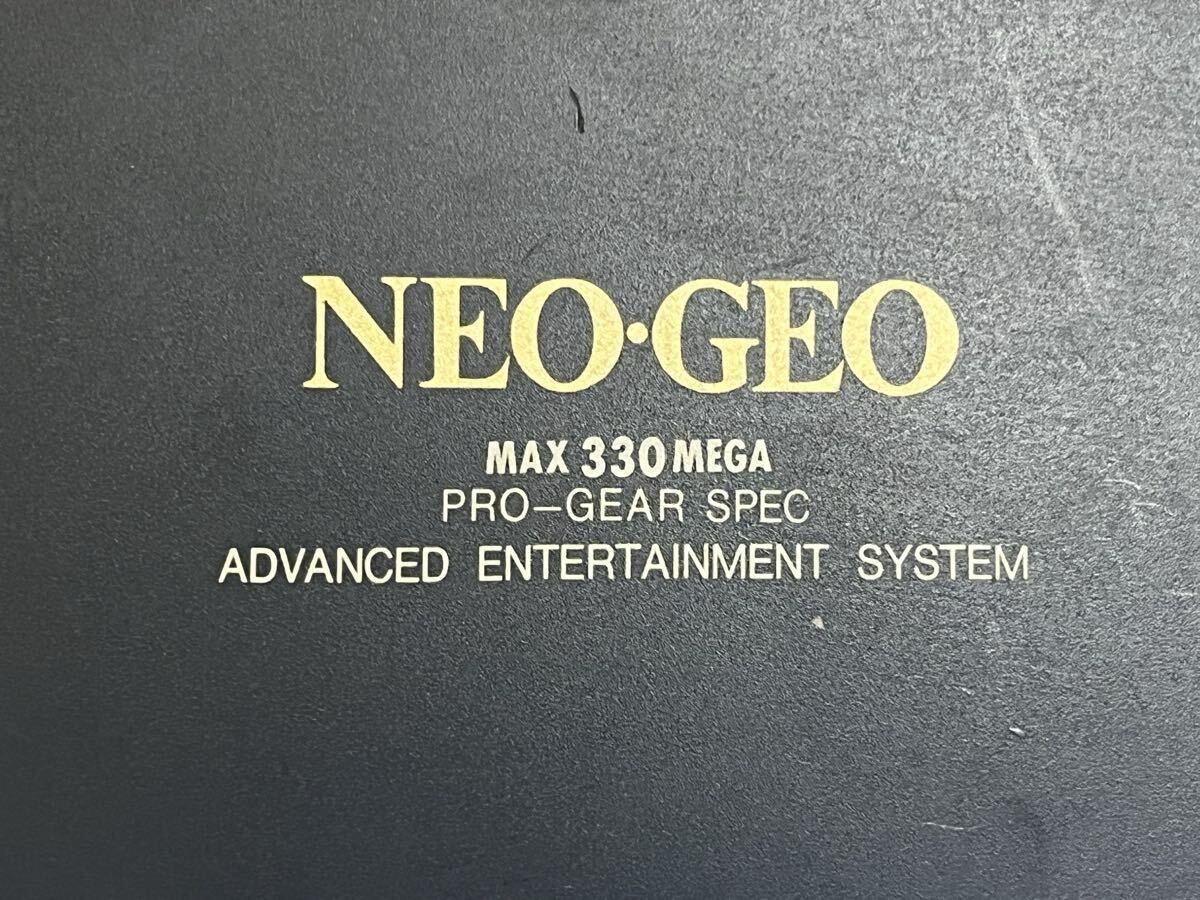 NEO·GEO
MAX 330 MEGA
PRO-GEAR SPEC
ADVANCED ENTERTAINMENT SYSTEM